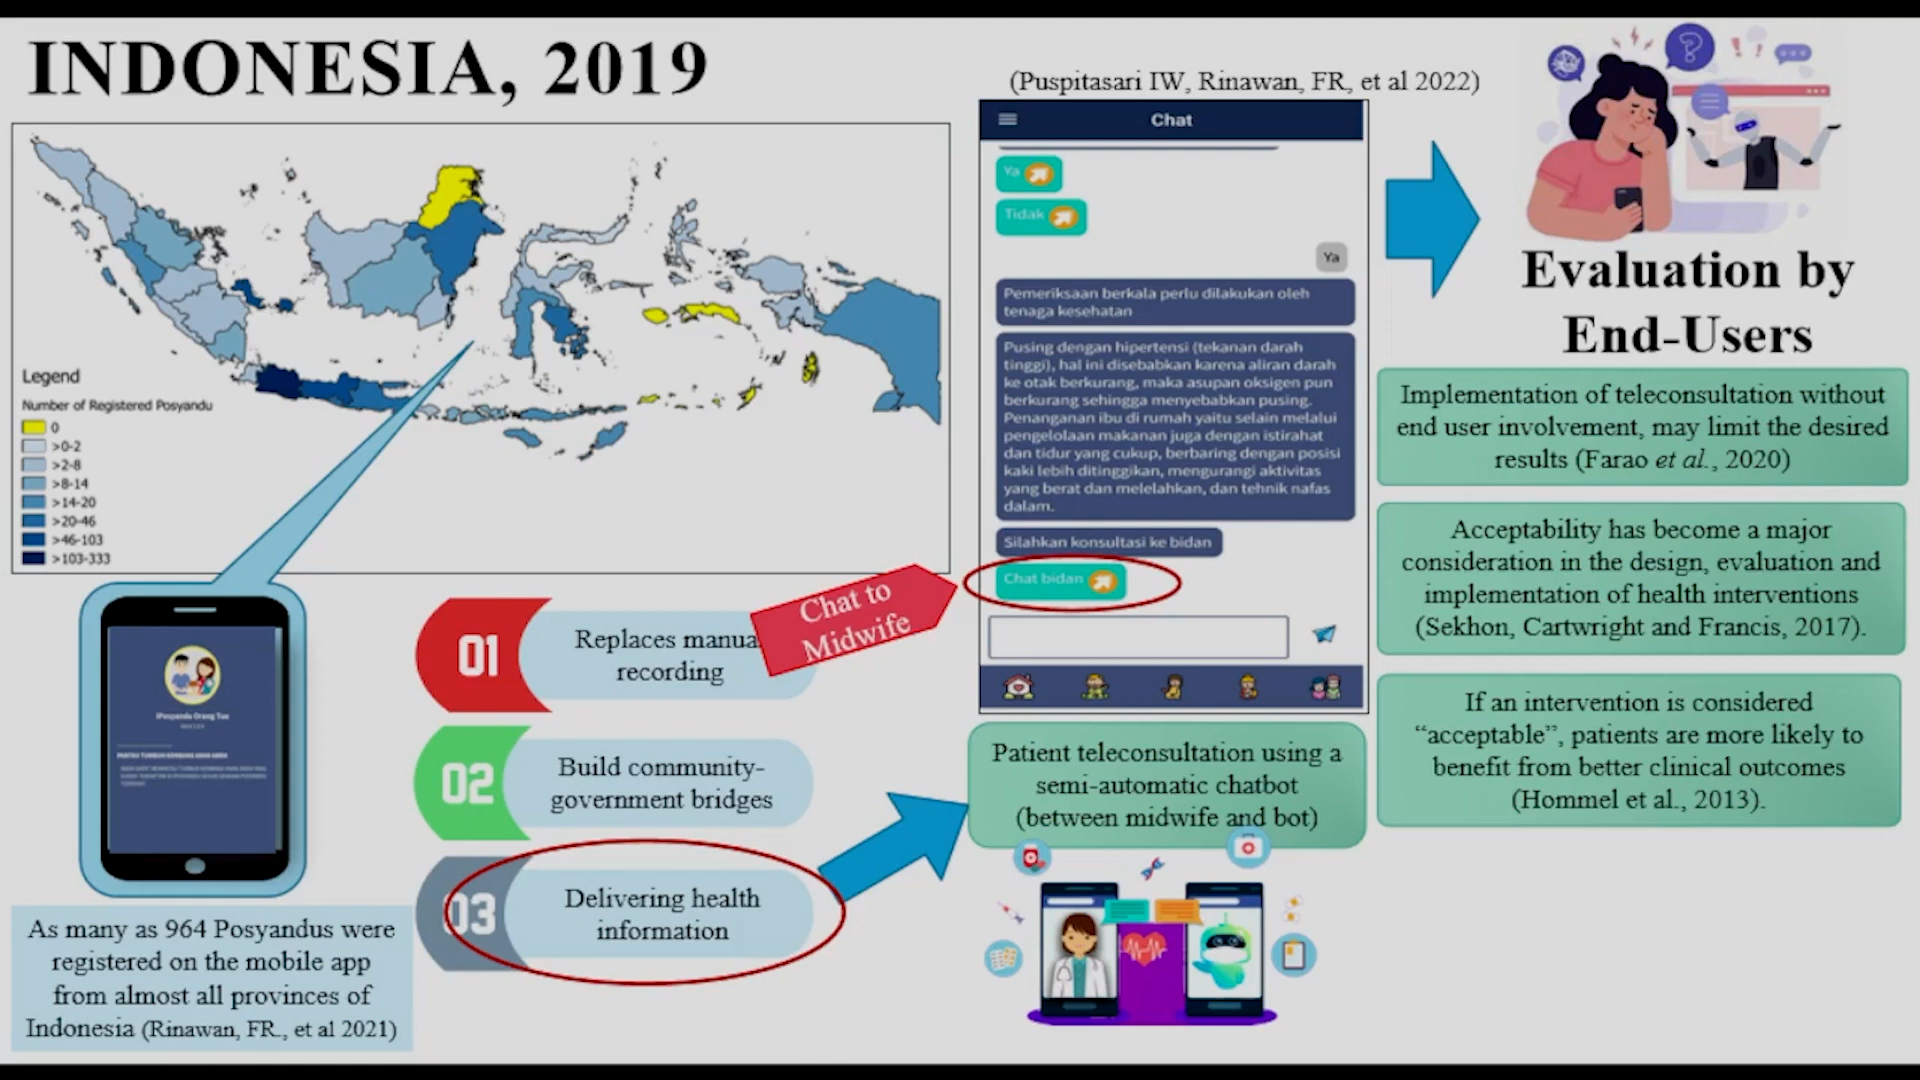 INDONESIA, 2019
Legend
Number of Registered Posyandu
0
>0-2
>2-8
>8-14
>14-20
>20-46
>46-103
>103-333
iPosyandu Orang Tua
As many as 964 Posyandus were
registered on the mobile app
from almost all provinces of
Indonesia (Rinawan, FR., et al 2021)
01
Replaces manua
recording
02
Build community-
government bridges
03
Delivering health
information
Chat to
Midwife
(Puspitasari IW, Rinawan, FR, et al 2022)
Chat
Ya
Tidak
Ya
Pemeriksaan berkala perlu dilakukan oleh
tenaga kesehatan
Pusing dengan hipertensi (tekanan darah
tinggi), hal ini disebabkan karena aliran darah
ke otak berkurang, maka asupan oksigen pun
berkurang sehingga menyebabkan pusing.
Penanganan ibu di rumah yaitu selain melalui
pengelolaan makanan juga dengan istirahat
dan tidur yang cukup, berbaring dengan posisi
kaki lebih ditinggikan, mengurangi aktivitas
yang berat dan melelahkan, dan tehnik nafas
dalam.
Silahkan konsultasi ke bidan
Chat bidan
Patient teleconsultation using a
semi-automatic chatbot
(between midwife and bot)
Evaluation by
End-Users
Implementation of teleconsultation without
end user involvement, may limit the desired
results (Farao et al., 2020)
Acceptability has become a major
consideration in the design, evaluation and
implementation of health interventions
(Sekhon, Cartwright and Francis, 2017).
If an intervention is considered
“acceptable”, patients are more likely to
benefit from better clinical outcomes
(Hommel et al., 2013).